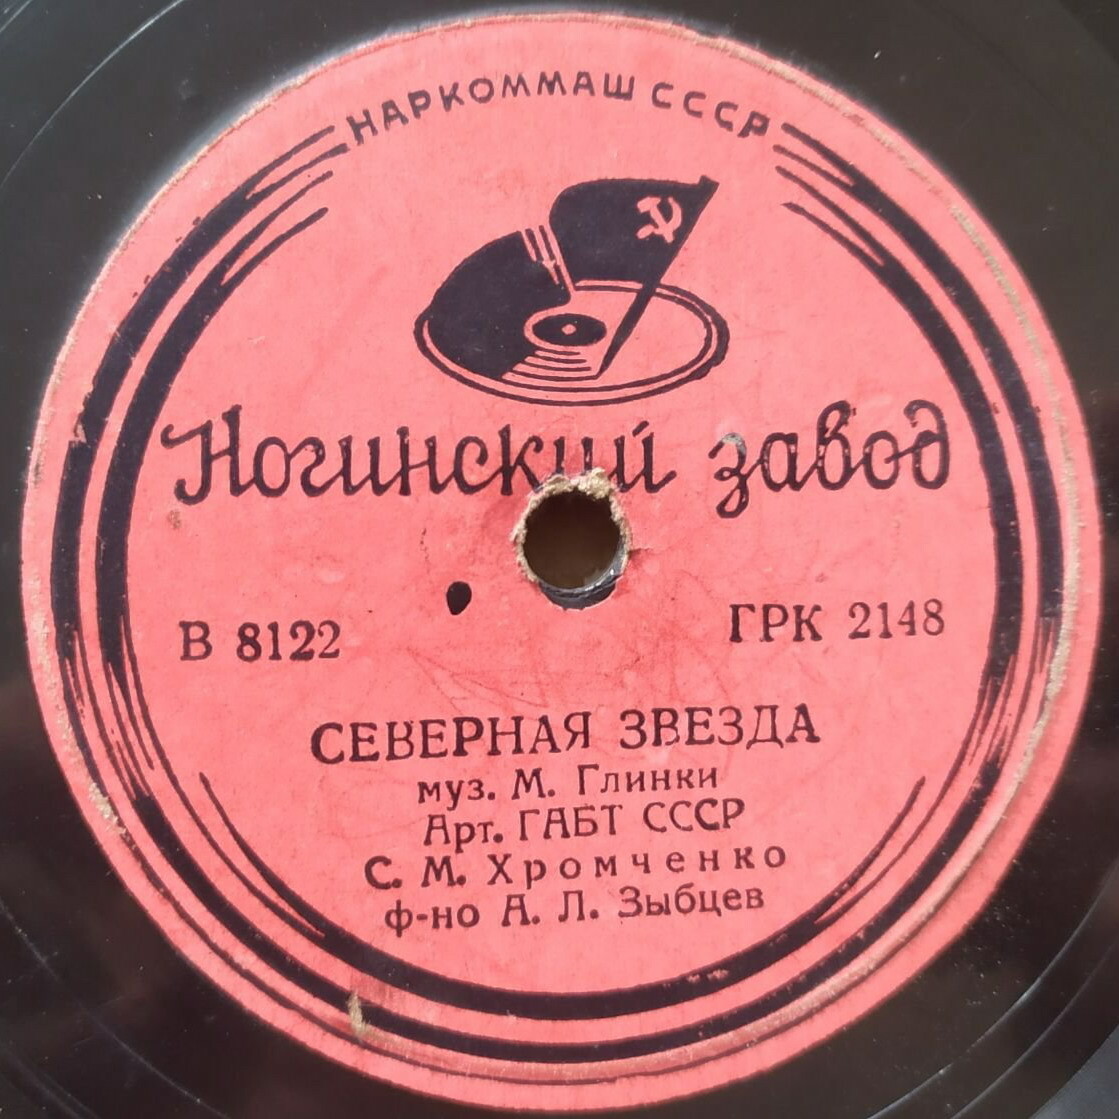 НАРКОММАШ СССР
Ногинский завод
В 8122
ГРК 2148
СЕВЕРНАЯ ЗВЕЗДА
муз. М. Глинки
Арт. ГАБТ СССР
С. М. Хромченко
ф-но А. Л. Зыбцев